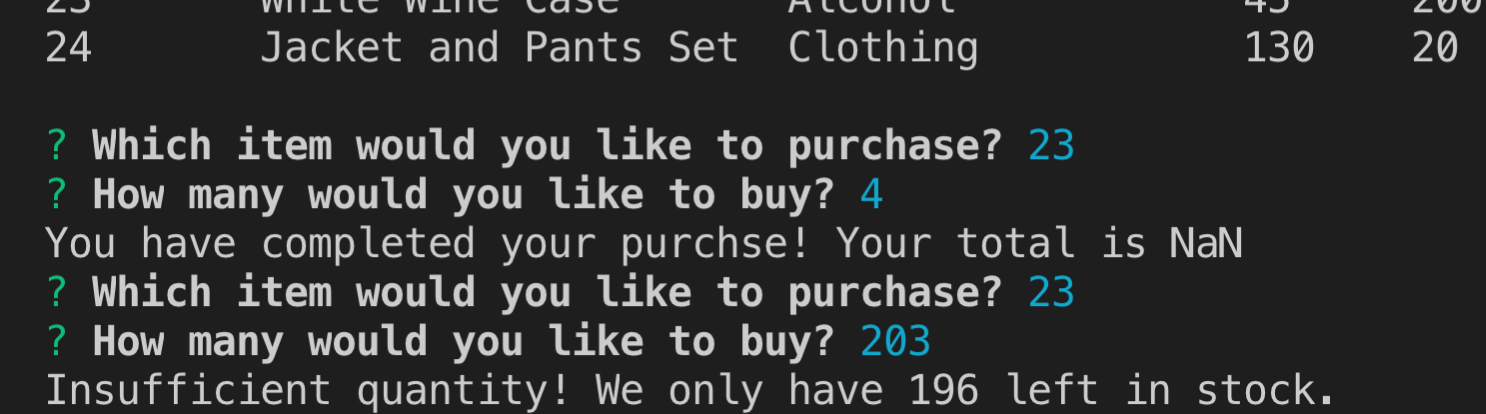 23 White Wine Case Alcohol 45 200
24 Jacket and Pants Set Clothing 130 20
? Which item would you like to purchase? 23
? How many would you like to buy? 4
You have completed your purchse! Your total is NaN
? Which item would you like to purchase? 23
? How many would you like to buy? 203
Insufficient quantity! We only have 196 left in stock.